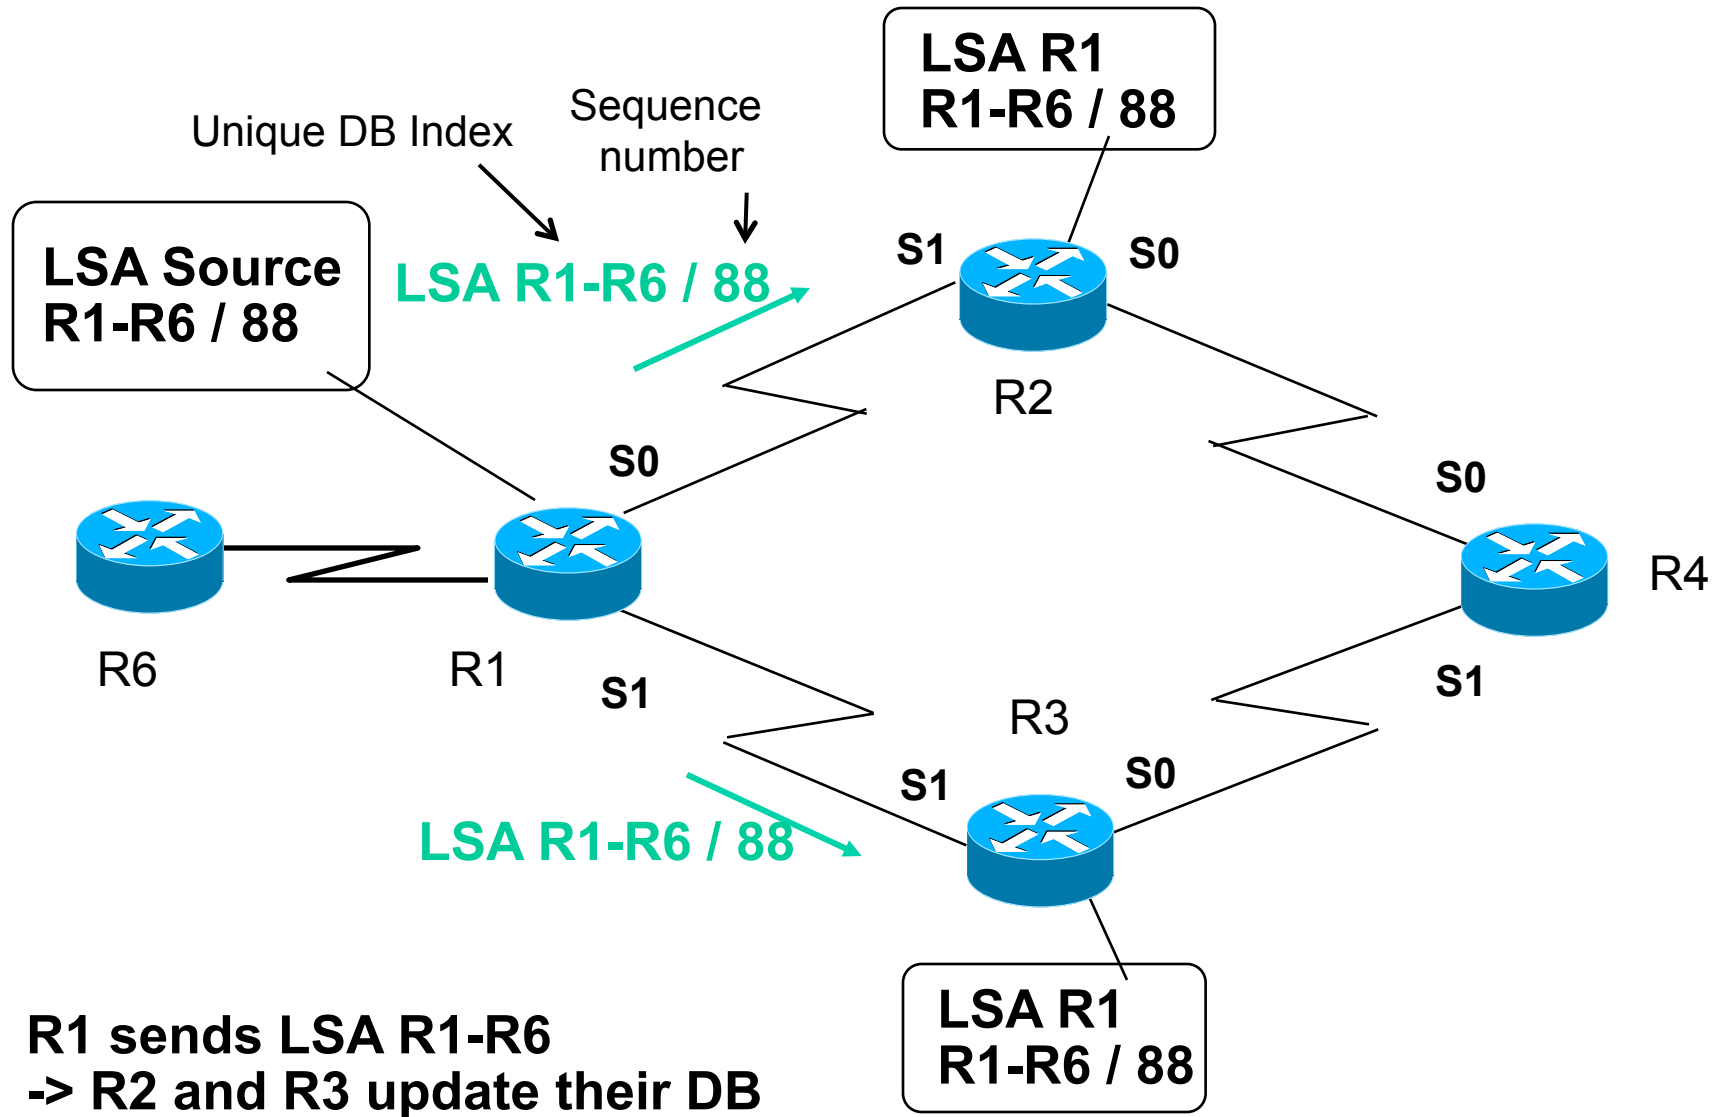 LSA R1
R1-R6 / 88
Unique DB Index
Sequence
number
LSA Source
R1-R6 / 88
LSA R1-R6 / 88
S1
S0
R2
S0
S0
R4
R6
R1
S1
S1
R3
S1
S0
LSA R1-R6 / 88
LSA R1
R1-R6 / 88
R1 sends LSA R1-R6
-> R2 and R3 update their DB